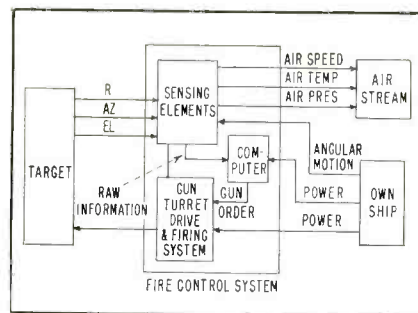 AIR SPEED
AIR TEMP
AIR PRES
AIR
STREAM
SENSING
ELEMENTS
R
AZ
EL
TARGET
ANGULAR
MOTION
COM-
PUTER
RAW
INFORMATION
GUN
TURRET
DRIVE
& FIRING
SYSTEM
GUN
ORDER
POWER
POWER
OWN
SHIP
FIRE CONTROL SYSTEM